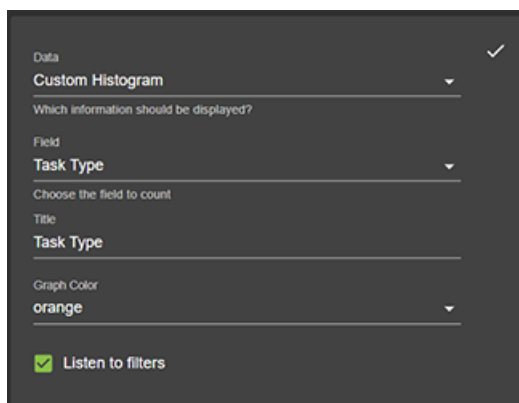 Data
Custom Histogram
Which information should be displayed?
Field
Task Type
Choose the field to count
Title
Task Type
Graph Color
orange
Listen to filters